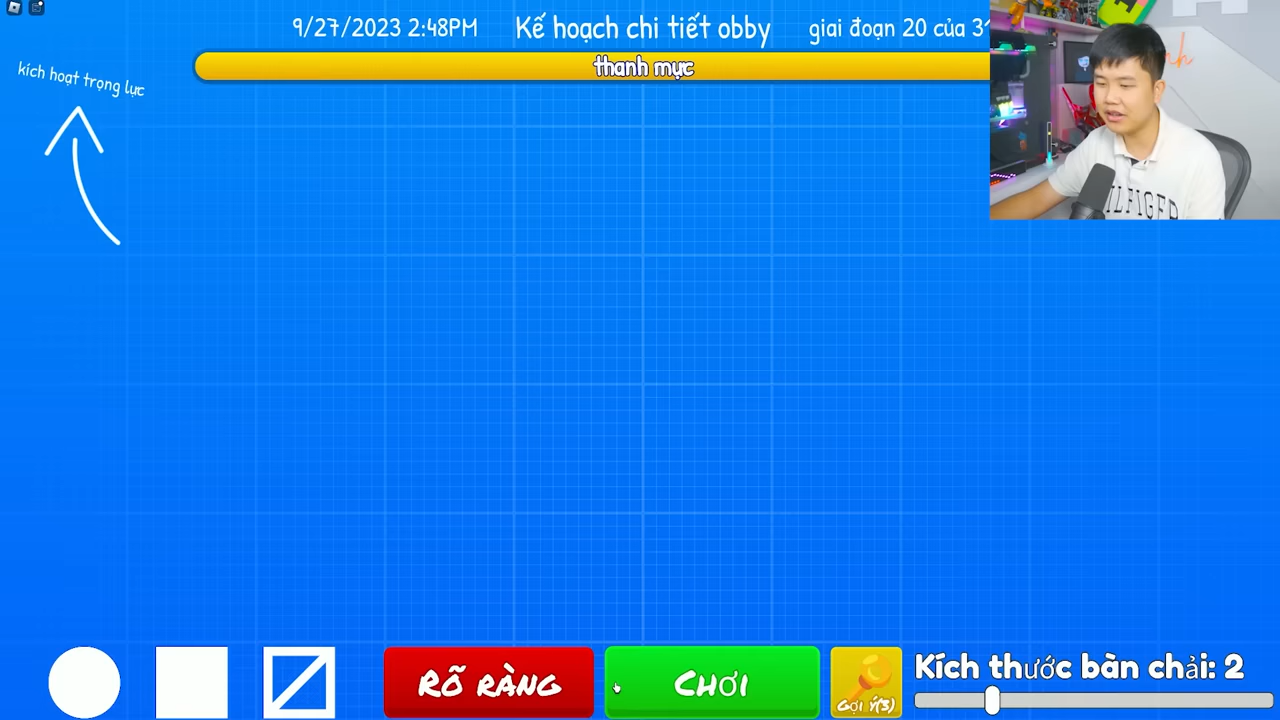 9/27/2023 2:48PM
Kế hoạch chi tiết obby
giai đoạn 20 của
thanh mực
kích hoạt trọng lực
Rõ ràng
Chơi
Gợi ý(3)
Kích thước bàn chải: 2